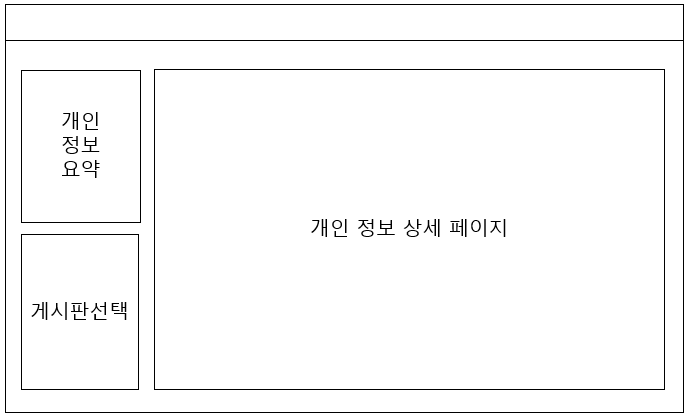 개인
정보
요약
개인 정보 상세 페이지
게시판선택